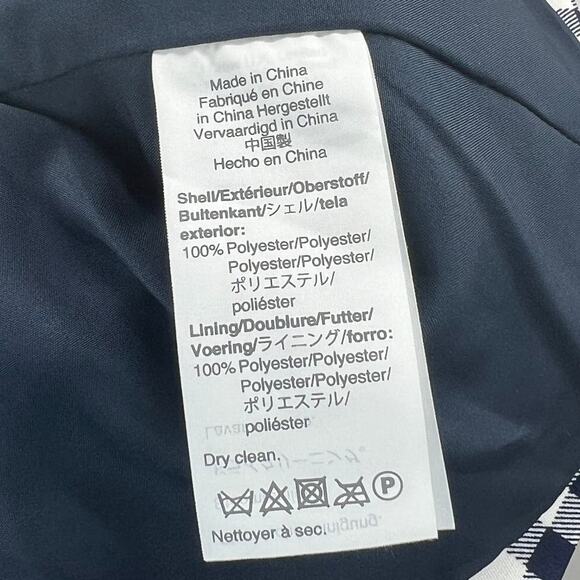 Made in China
Fabriqué en Chine
in China Hergestellt
Vervaardigd in China
中国製
Hecho en China
Shell/Extérieur/Oberstoff/
Buitenkant/シェル/tela
exterior:
100% Polyester/Polyester/
Polyester/Polyester/
ポリエステル/
poliéster
Lining/Doublure/Futter/
Voering/ライニング/forro:
100% Polyester/Polyester/
Polyester/Polyester/
ポリエステル/
poliéster
Dry clean.
P
Nettoyer à sec.